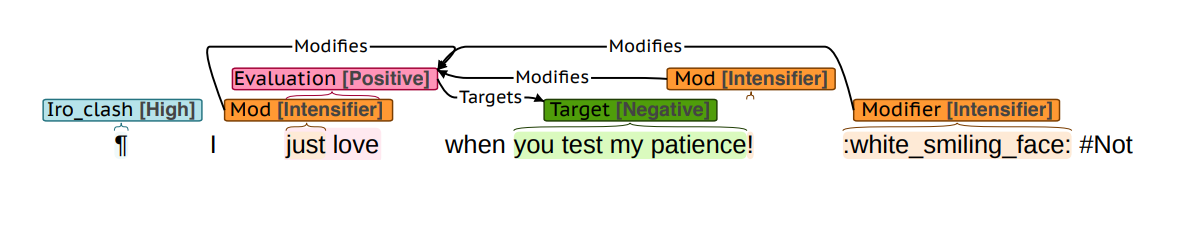 Modifies Modifies
Evaluation [Positive] Modifies Mod [Intensifier]
Targets
Iro_clash [High] Mod [Intensifier] Target [Negative] Modifier [Intensifier]
¶ I just love when you test my patience! :white_smiling_face: #Not